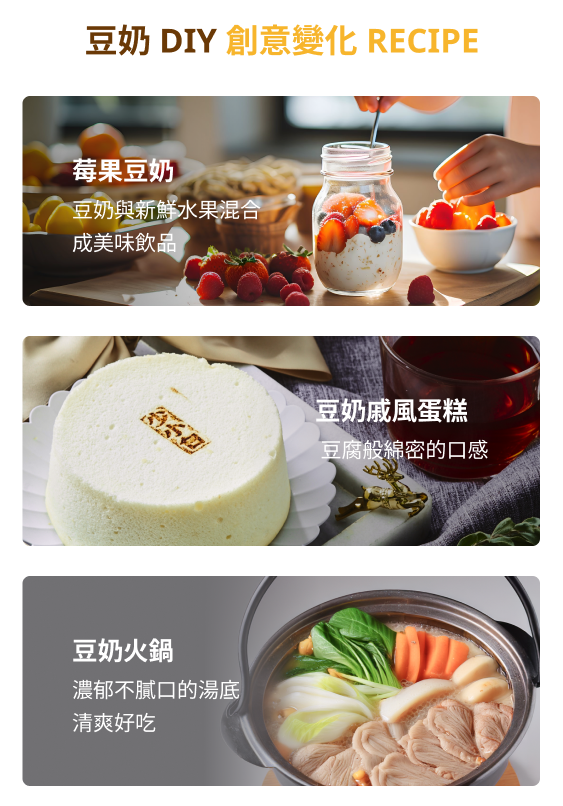 豆奶 DIY 創意變化 RECIPE
莓果豆奶
豆奶與新鮮水果混合
成美味飲品
豆奶戚風蛋糕
豆腐般綿密的口感
豆奶火鍋
濃郁不膩口的湯底
清爽好吃